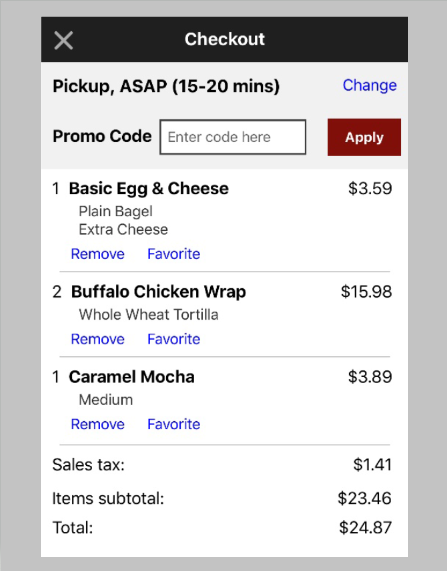 Checkout
Pickup, ASAP (15-20 mins) Change
Promo Code Enter code here Apply
1 Basic Egg & Cheese $3.59
Plain Bagel
Extra Cheese
Remove Favorite
2 Buffalo Chicken Wrap $15.98
Whole Wheat Tortilla
Remove Favorite
1 Caramel Mocha $3.89
Medium
Remove Favorite
Sales tax: $1.41
Items subtotal: $23.46
Total: $24.87